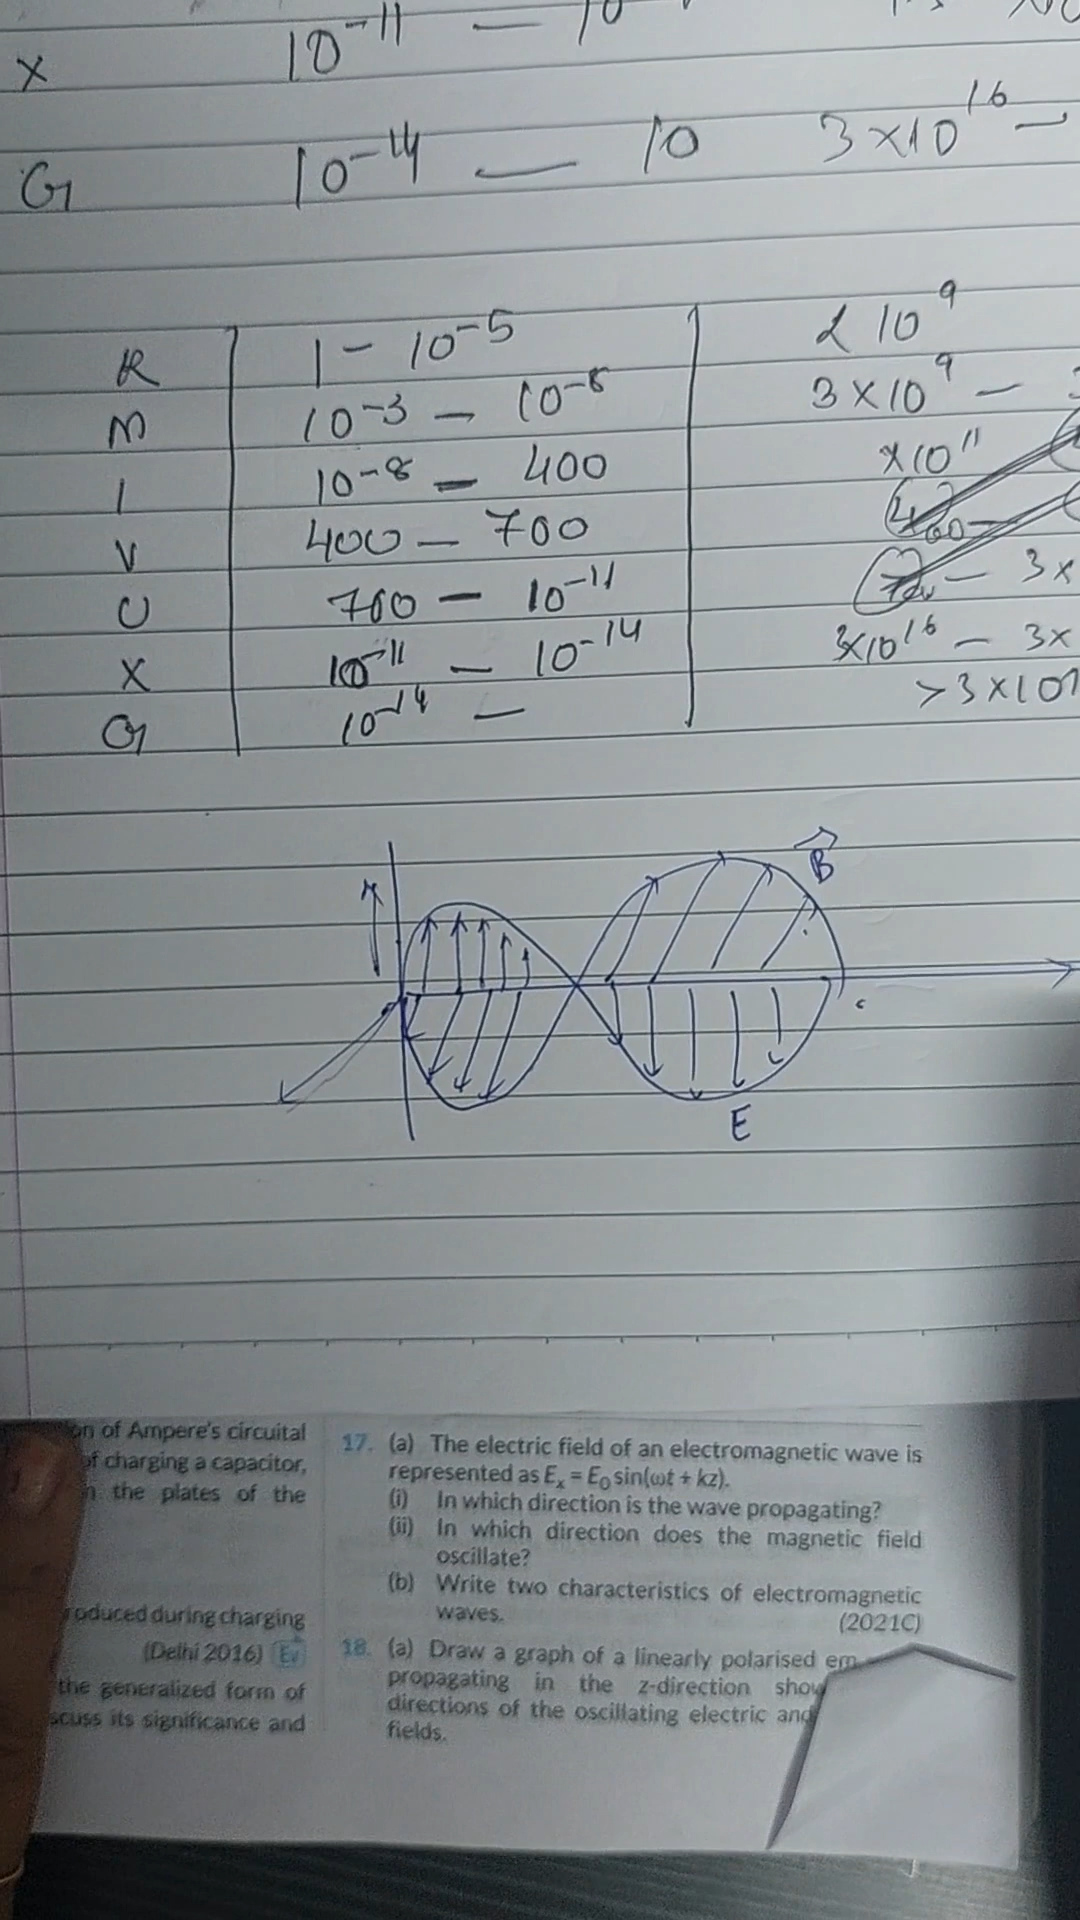 X 10⁻¹¹ — 10
G 10⁻¹⁴ — 10 3×10¹⁶ —
R 1 – 10⁻⁵ < 10⁹
m 10⁻³ – 10⁻⁸ 3×10⁹ –
I 10⁻⁸ – 400 ×10¹¹
V 400 – 700
U 700 – 10⁻¹¹ – 3×
X 10⁻¹¹ – 10⁻¹⁴ 3×10¹⁶ – 3×
G 10⁻¹⁴ – >3×10
B
E
on of Ampere's circuital
of charging a capacitor,
the plates of the
roduced during charging
(Delhi 2016) Ev
the generalized form of
scuss its significance and
17. (a) The electric field of an electromagnetic wave is
represented as Eₓ = E₀ sin(ωt + kz).
(i) In which direction is the wave propagating?
(ii) In which direction does the magnetic field
oscillate?
(b) Write two characteristics of electromagnetic
waves. (2021C)
18. (a) Draw a graph of a linearly polarised em
propagating in the z-direction show
directions of the oscillating electric and
fields.